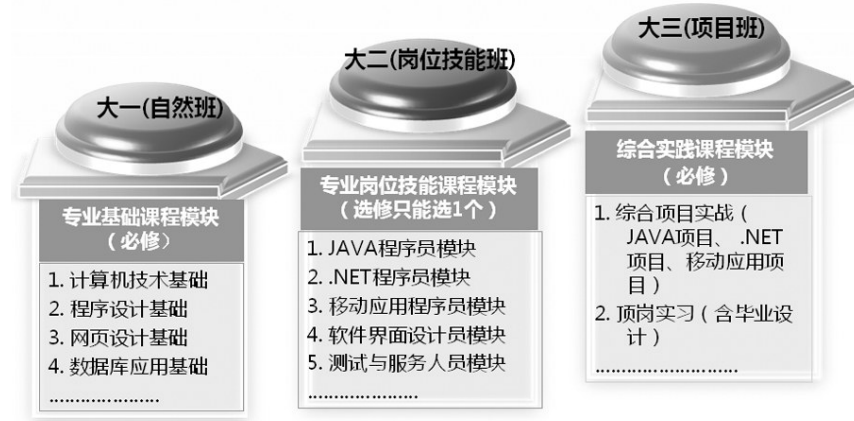 大一(自然班)
专业基础课程模块
(必修)
1. 计算机技术基础
2. 程序设计基础
3. 网页设计基础
4. 数据库应用基础
.....................
大二(岗位技能班)
专业岗位技能课程模块
(选修只能选1个)
1. JAVA程序员模块
2. .NET程序员模块
3. 移动应用程序员模块
4. 软件界面设计员模块
5. 测试与服务人员模块
.....................
大三(项目班)
综合实践课程模块
(必修)
1. 综合项目实战(
JAVA项目、 .NET
项目、移动应用项
目)
2. 顶岗实习(含毕业设
计)
...........................